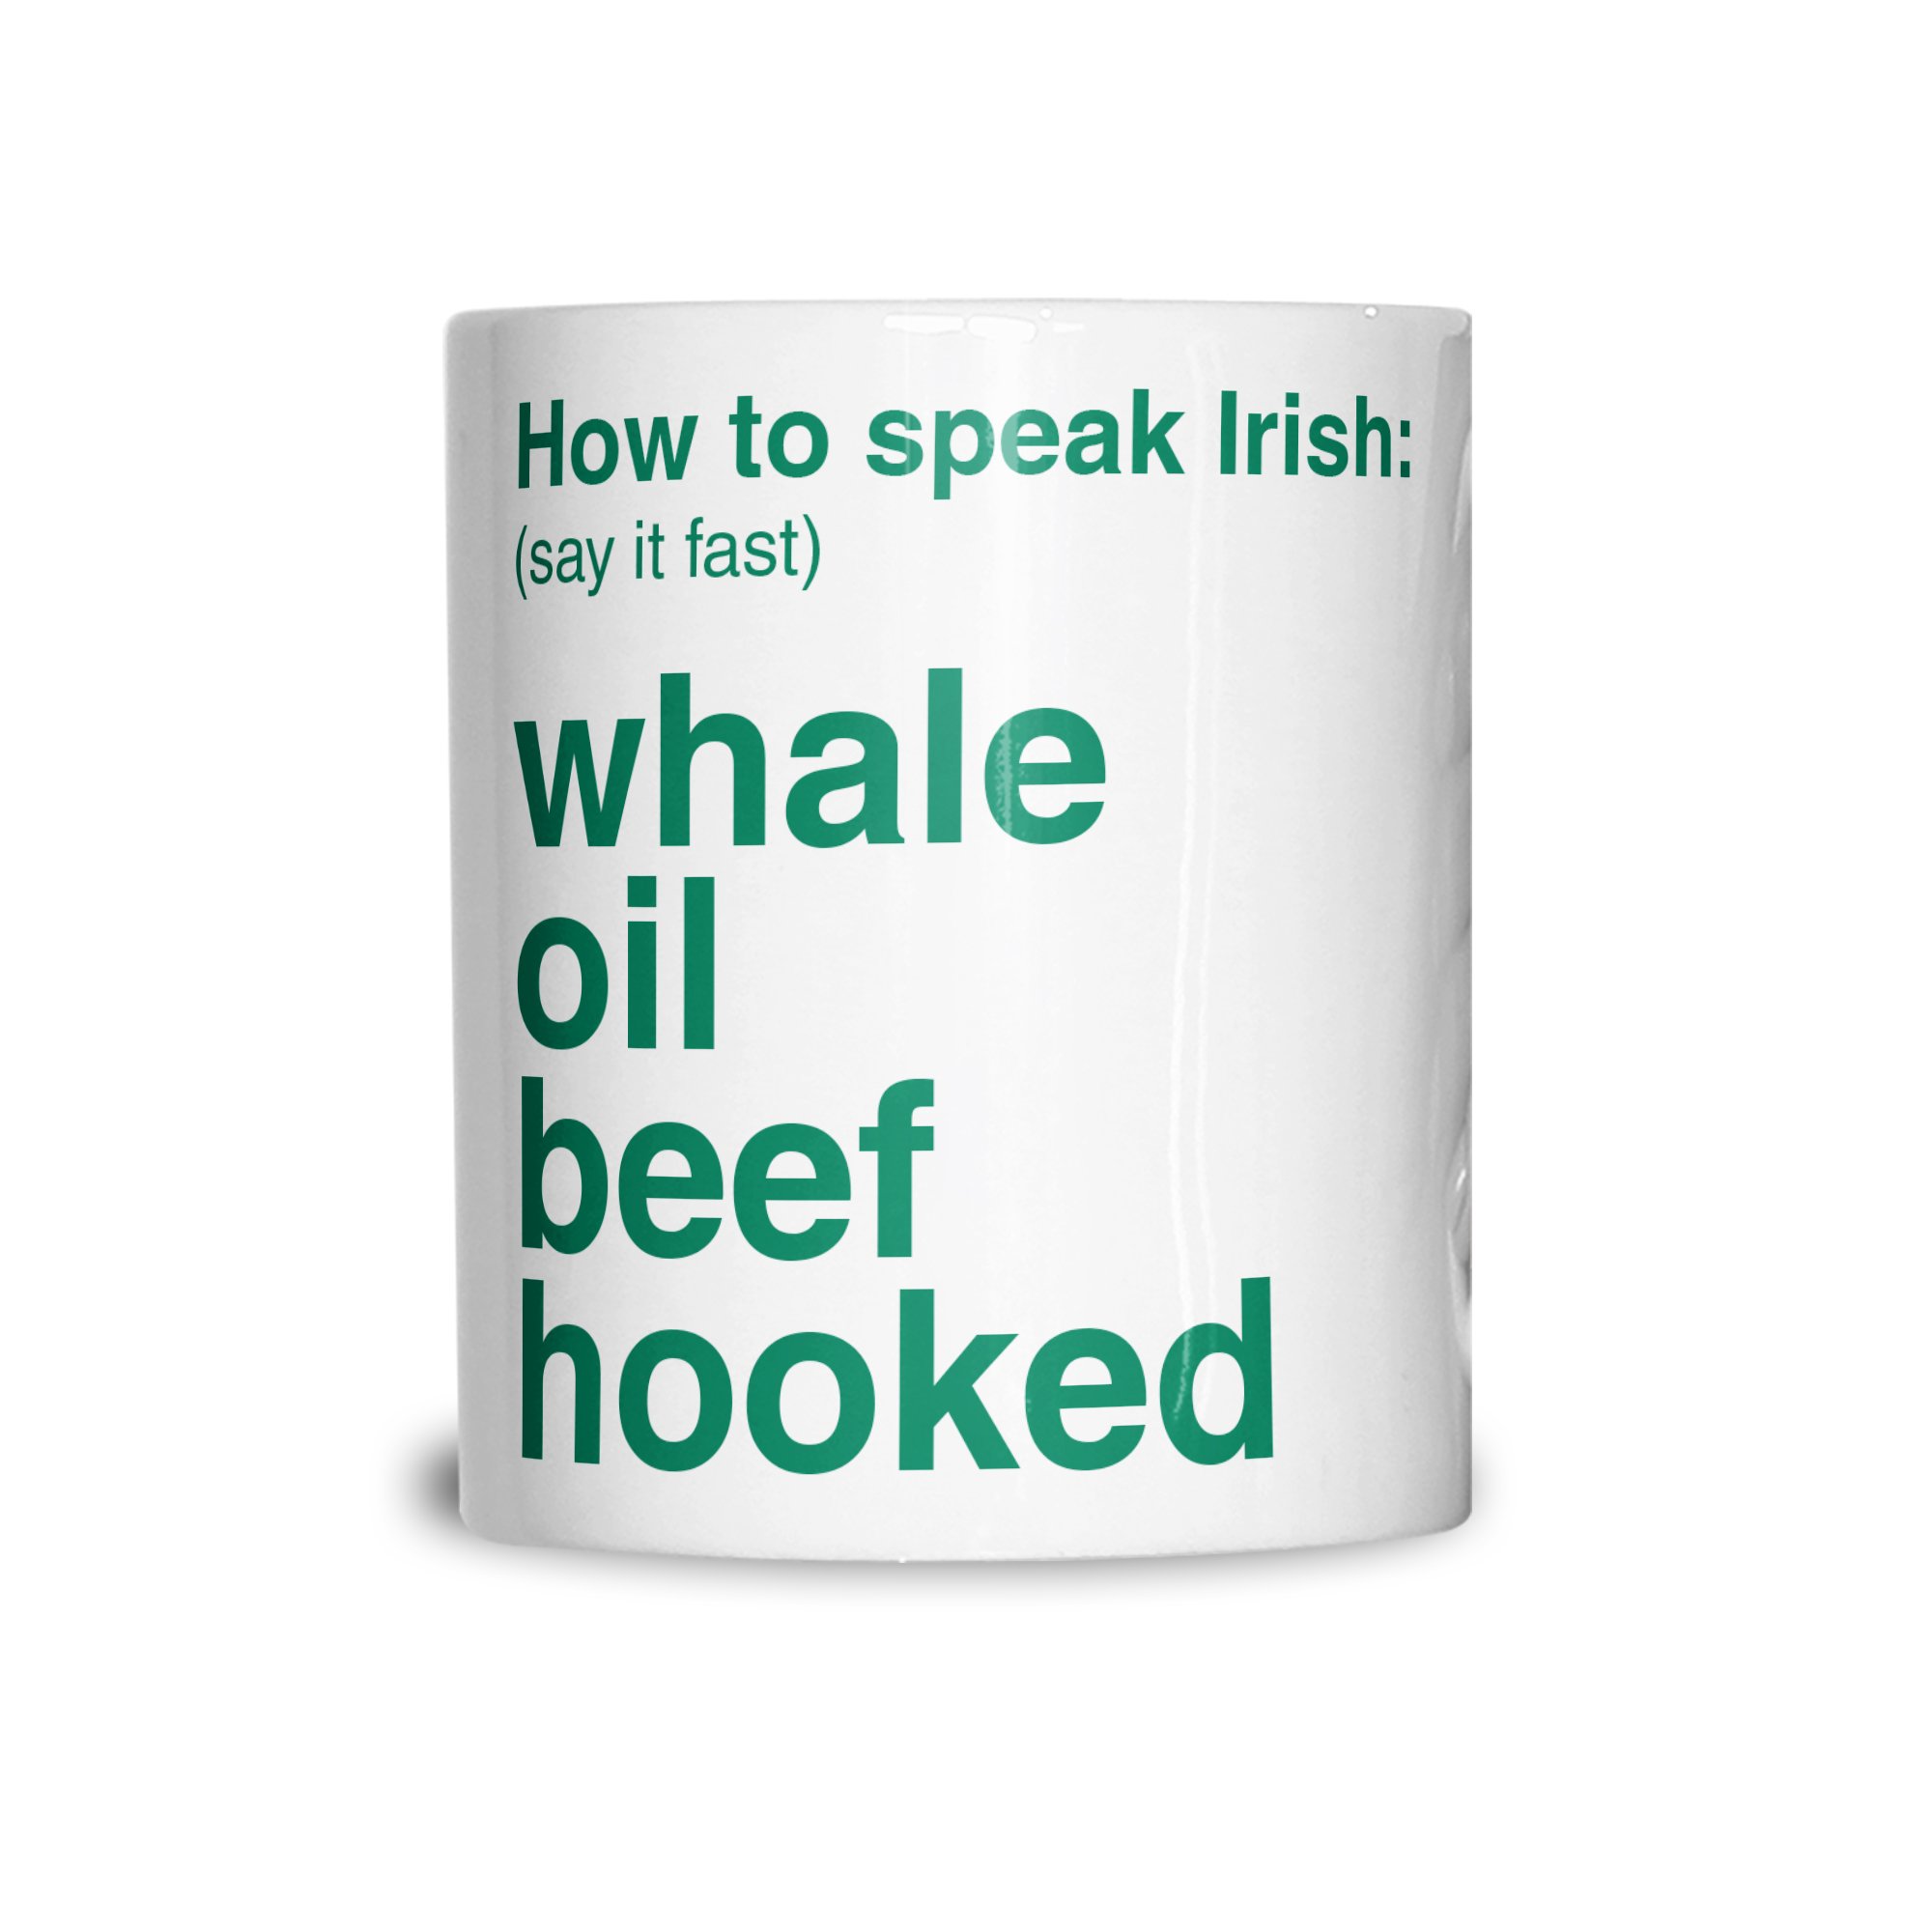 How to speak Irish:
(say it fast)
whale
oil
beef
hooked